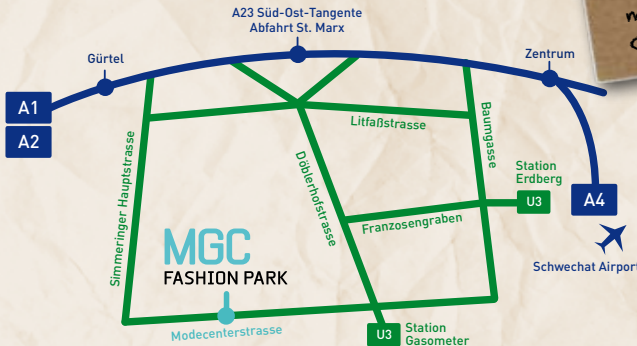 A23 Süd-Ost-Tangente
Abfahrt St. Marx
Gürtel
Zentrum
A1
A2
Litfaßstrasse
Baumgasse
Simmeringer Hauptstrasse
Döblerhofstrasse
Station
Erdberg
U3
A4
Franzosengraben
MGC
FASHION PARK
Schwechat Airport
Modecenterstrasse
U3
Station
Gasometer